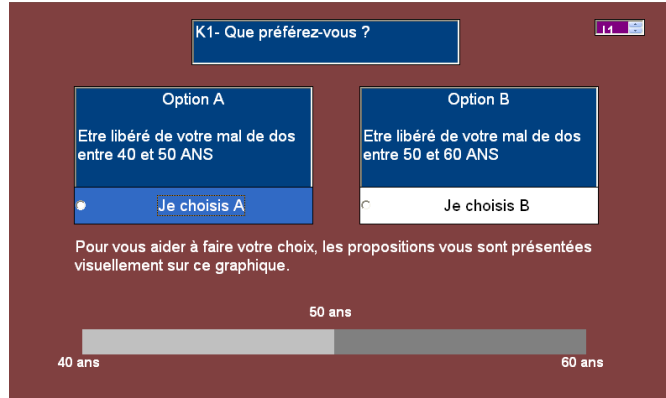 K1- Que préférez-vous ?
Option A
Etre libéré de votre mal de dos
entre 40 et 50 ANS
Je choisis A
Option B
Etre libéré de votre mal de dos
entre 50 et 60 ANS
Je choisis B
Pour vous aider à faire votre choix, les propositions vous sont présentées
visuellement sur ce graphique.
50 ans
40 ans
60 ans